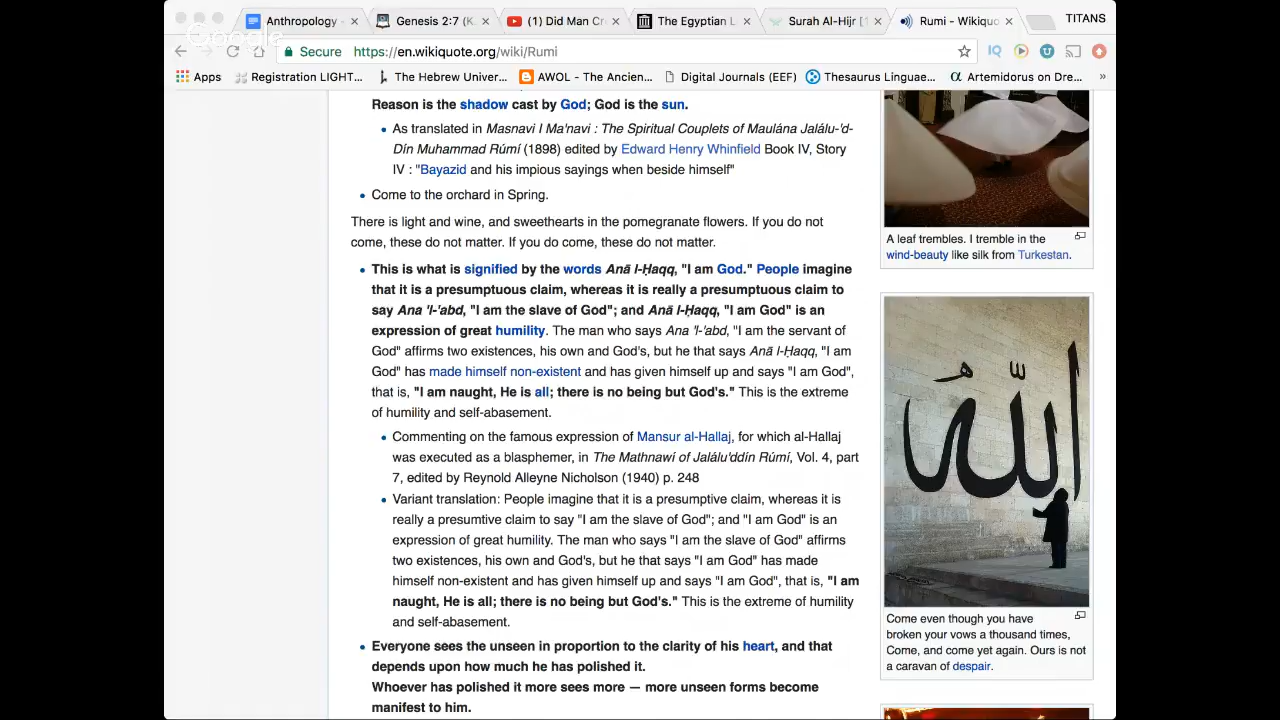 Anthropology -
Genesis 2:7 (K
(1) Did Man Cr
The Egyptian L
Surah Al-Hijr [1
Rumi - Wikiquo
TITANS
Google
Secure
https://en.wikiquote.org/wiki/Rumi
Apps
Registration LIGHT...
The Hebrew Univer...
AWOL - The Ancien...
Digital Journals (EEF)
Thesaurus Linguae...
Artemidorus on Dre...
»
Reason is the shadow cast by God; God is the sun.
As translated in Masnavi I Ma'navi : The Spiritual Couplets of Maulána Jalálu-'d-
Dín Muhammad Rúmí (1898) edited by Edward Henry Whinfield Book IV, Story
IV : "Bayazid and his impious sayings when beside himself"
Come to the orchard in Spring.
There is light and wine, and sweethearts in the pomegranate flowers. If you do not
come, these do not matter. If you do come, these do not matter.
This is what is signified by the words Anā l-Ḥaqq, "I am God." People imagine
that it is a presumptuous claim, whereas it is really a presumptuous claim to
say Ana 'l-'abd, "I am the slave of God"; and Anā l-Ḥaqq, "I am God" is an
expression of great humility. The man who says Ana 'l-'abd, "I am the servant of
God" affirms two existences, his own and God's, but he that says Anā l-Ḥaqq, "I am
God" has made himself non-existent and has given himself up and says "I am God",
that is, "I am naught, He is all; there is no being but God's." This is the extreme
of humility and self-abasement.
Commenting on the famous expression of Mansur al-Hallaj, for which al-Hallaj
was executed as a blasphemer, in The Mathnawí of Jalálu'ddín Rúmí, Vol. 4, part
7, edited by Reynold Alleyne Nicholson (1940) p. 248
Variant translation: People imagine that it is a presumptive claim, whereas it is
really a presumtive claim to say "I am the slave of God"; and "I am God" is an
expression of great humility. The man who says "I am the slave of God" affirms
two existences, his own and God's, but he that says "I am God" has made
himself non-existent and has given himself up and says "I am God", that is, "I am
naught, He is all; there is no being but God's." This is the extreme of humility
and self-abasement.
Everyone sees the unseen in proportion to the clarity of his heart, and that
depends upon how much he has polished it.
Whoever has polished it more sees more — more unseen forms become
manifest to him.
A leaf trembles. I tremble in the
wind-beauty like silk from Turkestan.
الله
Come even though you have
broken your vows a thousand times,
Come, and come yet again. Ours is not
a caravan of despair.